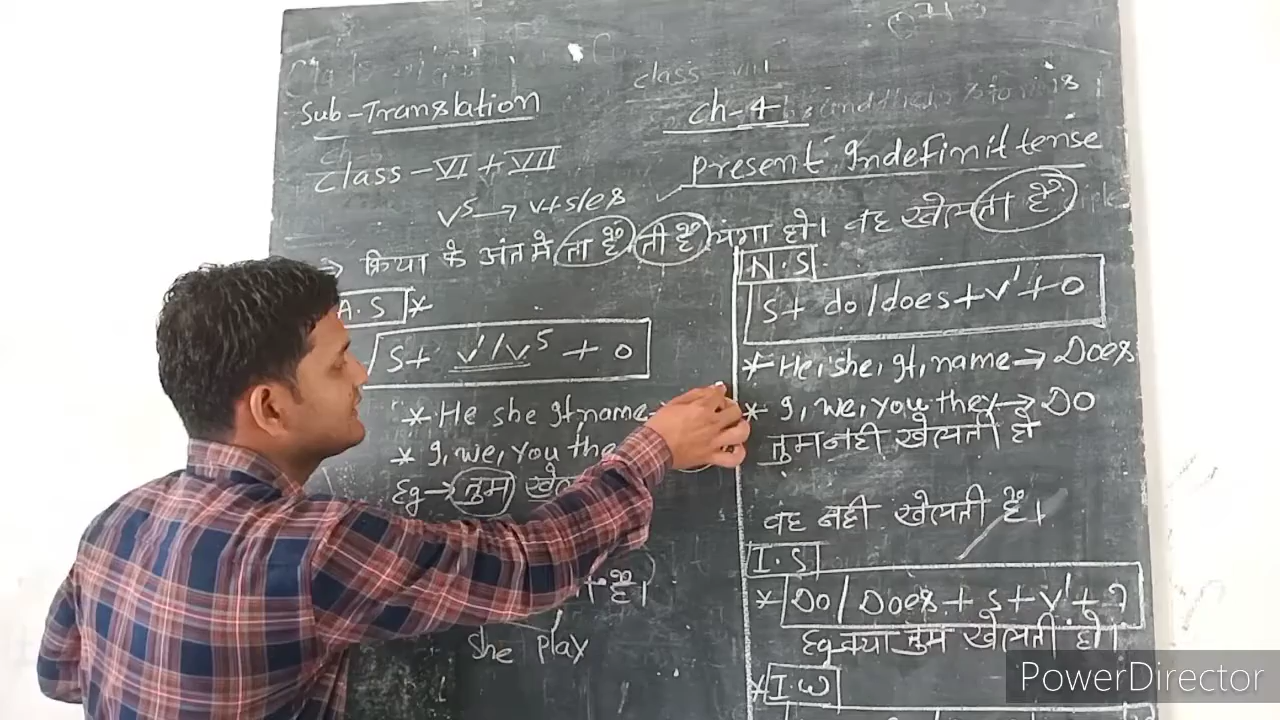 class - VIII
Sub-Translation
Ch-4
Class-VI + VII
Present Indefinit tense
V⁵ → V+s/es
⇒ क्रिया के अंत में ता है ती है लगा हो। वह खेलता है
A.S *
S+ V¹/V⁵ + O
* He she It, name →
* I, we, you the
Eg → तुम खेल
ता है।
She play
N.S
S+ do/does+V¹+O
* He, she, It, name → Does
* I, we, you they → DO
तुम नही खेलती हो
वह नही खेलती है।
I.S
* DO/Does+S+V¹+?
Eg क्या तुम खेलती हो।
* I.W
PowerDirector